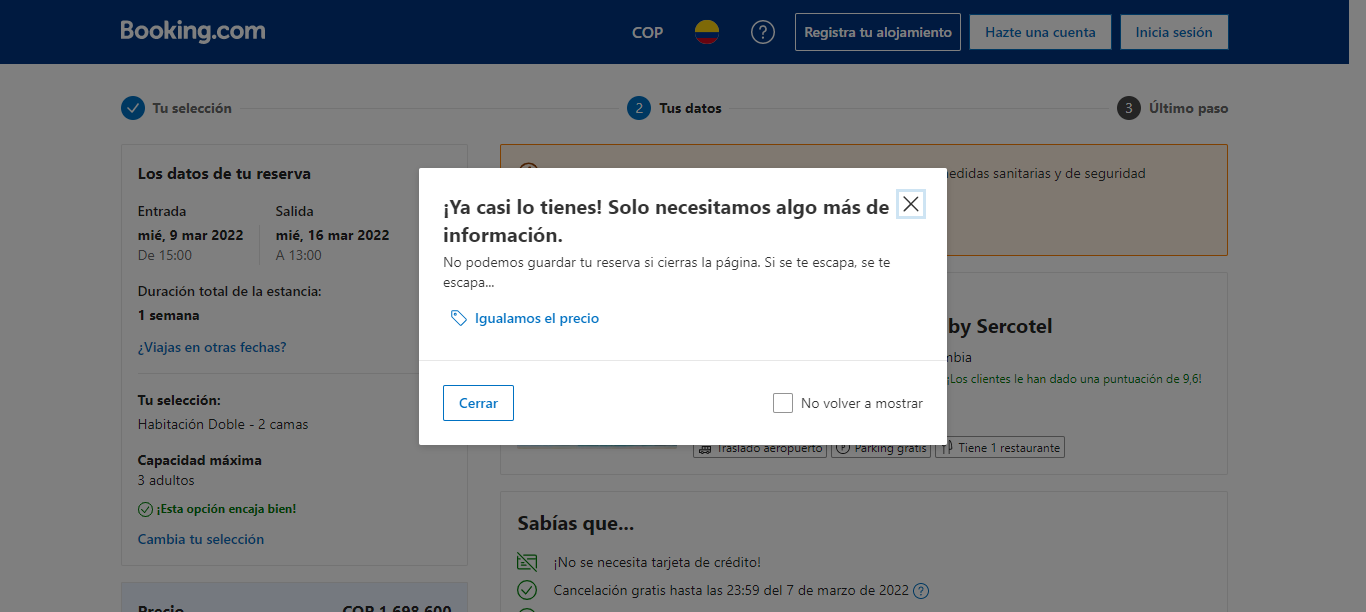 Booking.com
COP
?
Registra tu alojamiento
Hazte una cuenta
Inicia sesión
Tu selección
2 Tus datos
3 Último paso
Los datos de tu reserva
Entrada
Salida
mié, 9 mar 2022
mié, 16 mar 2022
De 15:00
A 13:00
Duración total de la estancia:
1 semana
¿Viajas en otras fechas?
Tu selección:
Habitación Doble - 2 camas
Capacidad máxima
3 adultos
¡Esta opción encaja bien!
Cambia tu selección
Precio
COP 1.698.600
medidas sanitarias y de seguridad
¡Ya casi lo tienes! Solo necesitamos algo más de
información.
No podemos guardar tu reserva si cierras la página. Si se te escapa, se te
escapa...
Igualamos el precio
Cerrar
No volver a mostrar
by Sercotel
¡Los clientes le han dado una puntuación de 9,6!
Traslado aeropuerto
Parking gratis
Tiene 1 restaurante
Sabías que...
¡No se necesita tarjeta de crédito!
Cancelación gratis hasta las 23:59 del 7 de marzo de 2022 ?